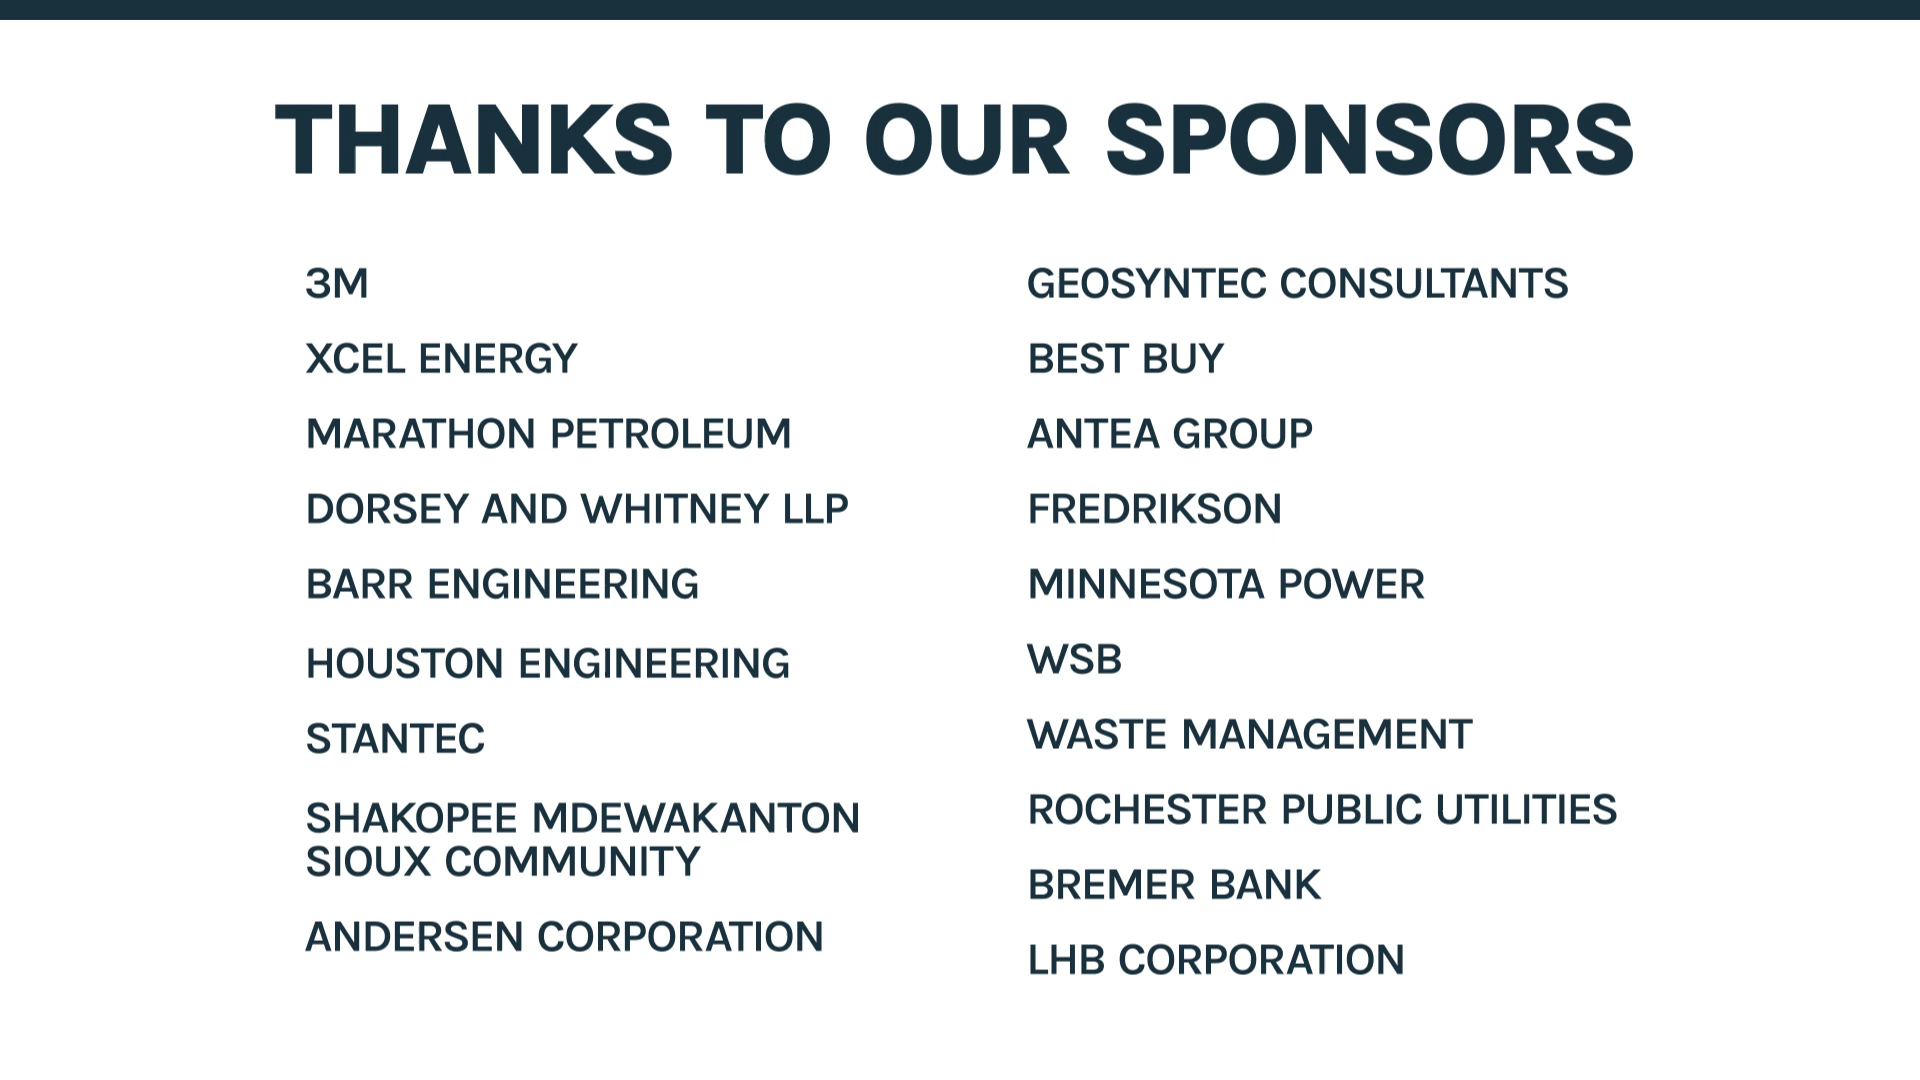 THANKS TO OUR SPONSORS
3M
XCEL ENERGY
MARATHON PETROLEUM
DORSEY AND WHITNEY LLP
BARR ENGINEERING
HOUSTON ENGINEERING
STANTEC
SHAKOPEE MDEWAKANTON
SIOUX COMMUNITY
ANDERSEN CORPORATION
GEOSYNTEC CONSULTANTS
BEST BUY
ANTEA GROUP
FREDRIKSON
MINNESOTA POWER
WSB
WASTE MANAGEMENT
ROCHESTER PUBLIC UTILITIES
BREMER BANK
LHB CORPORATION